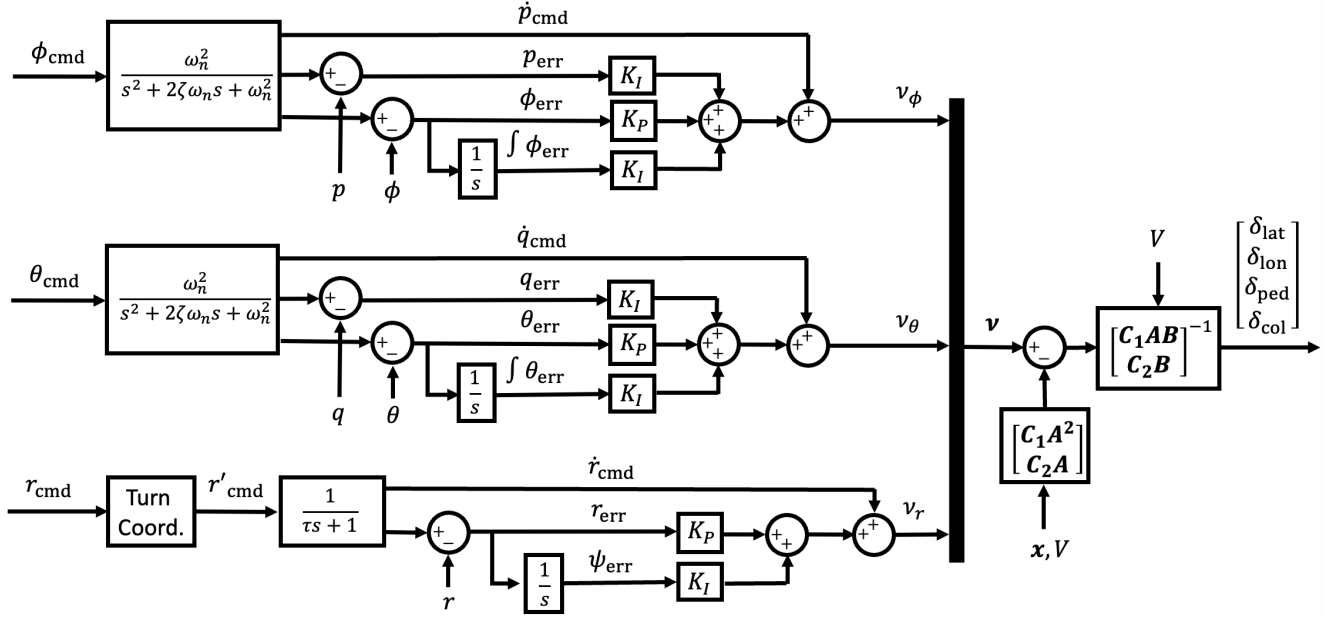 ṗ_cmd
ϕ_cmd
ω_n^2
s^2 + 2ζω_n s + ω_n^2
+
−
p_err
K_I
ϕ_err
+
−
K_P
+
+
+
+
+
ν_ϕ
∫ ϕ_err
1
s
K_I
p
ϕ
q̇_cmd
θ_cmd
ω_n^2
s^2 + 2ζω_n s + ω_n^2
+
−
q_err
K_I
θ_err
+
−
K_P
+
+
+
+
+
ν_θ
∫ θ_err
1
s
K_I
q
θ
ν
+
−
V
[C_1AB
C_2B]^−1
δ_lat
δ_lon
δ_ped
δ_col
[C_1A^2
C_2A]
x, V
r_cmd
Turn
Coord.
r′_cmd
1
τs + 1
ṙ_cmd
+
−
r_err
K_P
+
+
+
+
ν_r
ψ_err
1
s
K_I
r